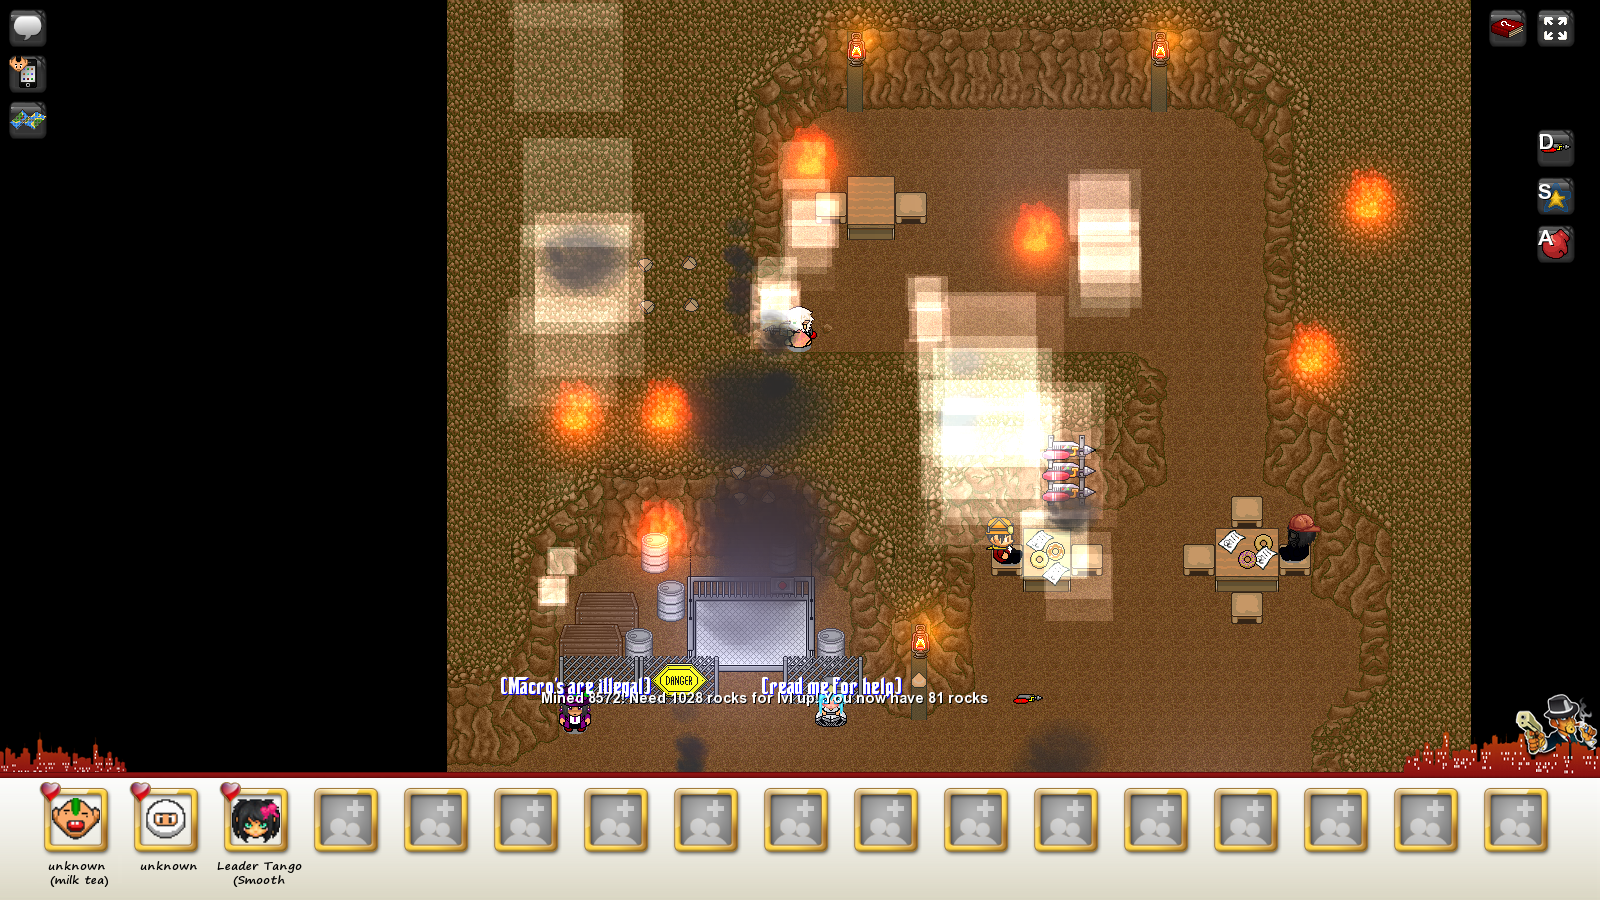 D
S
A
[Macro's are illegal]
DANGER
[read me for help]
Mined 8572! Need 1028 rocks for lvl up! You now have 81 rocks
unknown
(milk tea)
unknown
Leader Tango
(Smooth